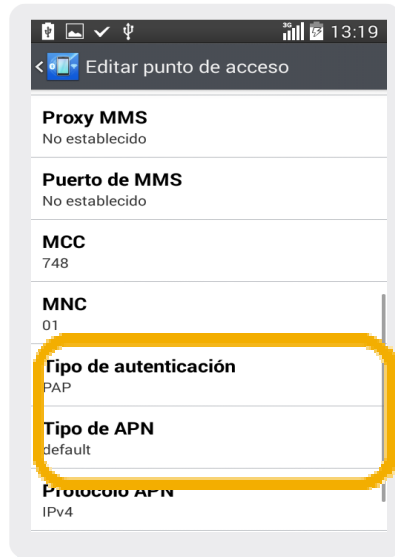 3G 13:19
Editar punto de acceso
Proxy MMS
No establecido
Puerto de MMS
No establecido
MCC
748
MNC
01
Tipo de autenticación
PAP
Tipo de APN
default
Protocolo APN
IPv4